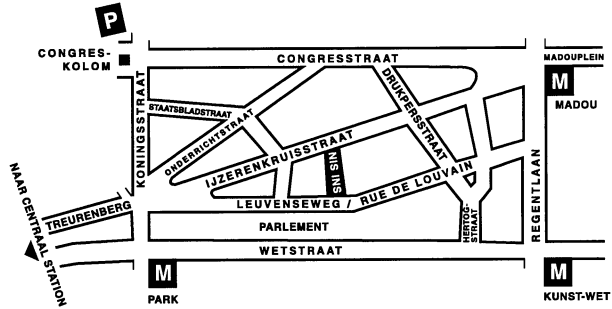 P
CONGRES-
KOLOM
CONGRESSTRAAT
MADOUPLEIN
M
MADOU
KONINGSSTRAAT
STAATSBLADSTRAAT
ONDERRICHTSTRAAT
DRUKPERSSTRAAT
IJZERENKRUISSTRAAT
NIS INS
REGENTLAAN
NAAR CENTRAAL STATION
TREURENBERG
LEUVENSEWEG / RUE DE LOUVAIN
PARLEMENT
HERTOG-
STRAAT
WETSTRAAT
M
PARK
M
KUNST-WET